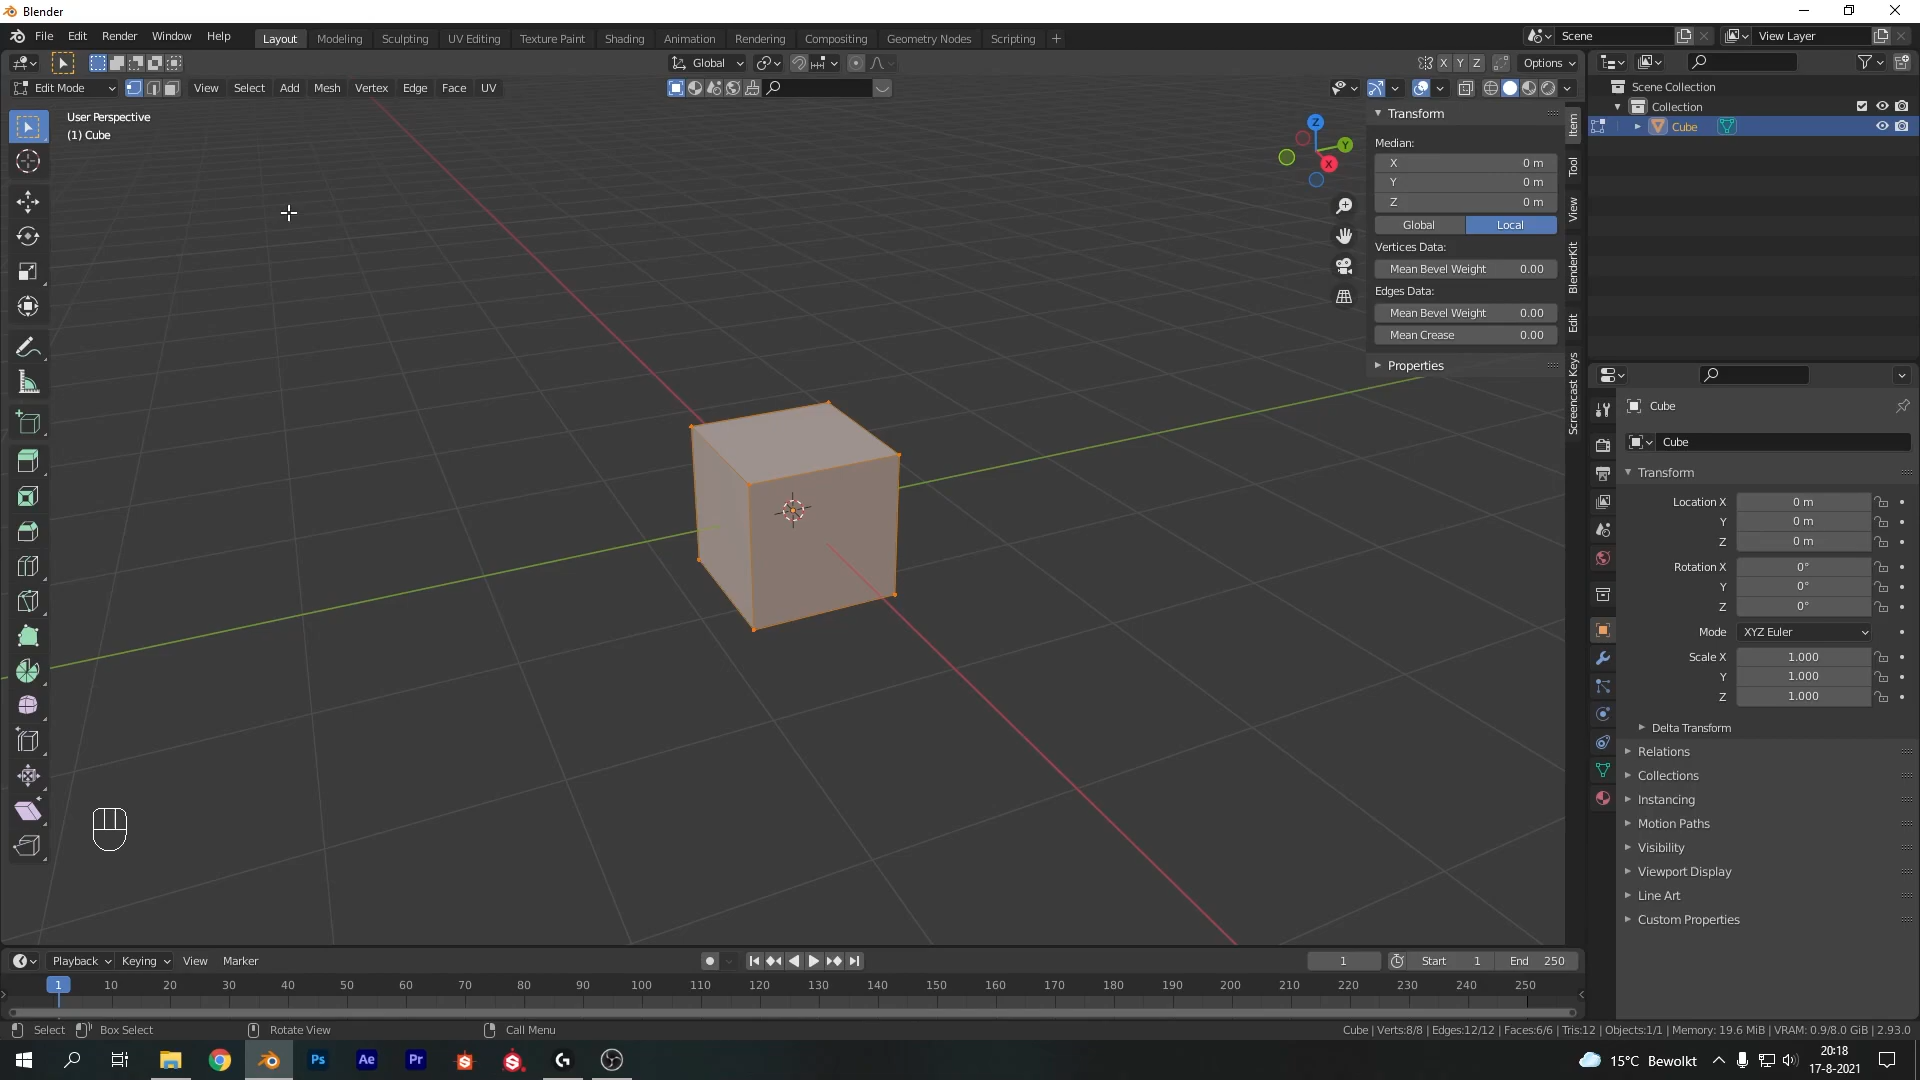 Blender
File Edit Render Window Help Layout Modeling Sculpting UV Editing Texture Paint Shading Animation Rendering Compositing Geometry Nodes Scripting + Scene View Layer
Global X Y Z Options
Edit Mode View Select Add Mesh Vertex Edge Face UV
User Perspective
(1) Cube
Z
Y
X
Transform
Median:
X 0 m
Y 0 m
Z 0 m
Global Local
Vertices Data:
Mean Bevel Weight 0.00
Edges Data:
Mean Bevel Weight 0.00
Mean Crease 0.00
Properties
Item
Tool
View
BlenderKit
Edit
Screencast Keys
Scene Collection
Collection
Cube
Cube
Cube
Transform
Location X 0 m
Y 0 m
Z 0 m
Rotation X 0°
Y 0°
Z 0°
Mode XYZ Euler
Scale X 1.000
Y 1.000
Z 1.000
Delta Transform
Relations
Collections
Instancing
Motion Paths
Visibility
Viewport Display
Line Art
Custom Properties
Playback Keying View Marker 1 Start 1 End 250
1 10 20 30 40 50 60 70 80 90 100 110 120 130 140 150 160 170 180 190 200 210 220 230 240 250
Select Box Select Rotate View Call Menu Cube | Verts:8/8 | Edges:12/12 | Faces:6/6 | Tris:12 | Objects:1/1 | Memory: 19.6 MiB | VRAM: 0.9/8.0 GiB | 2.93.0
Ps Ae Pr 15°C Bewolkt 20:18
17-8-2021